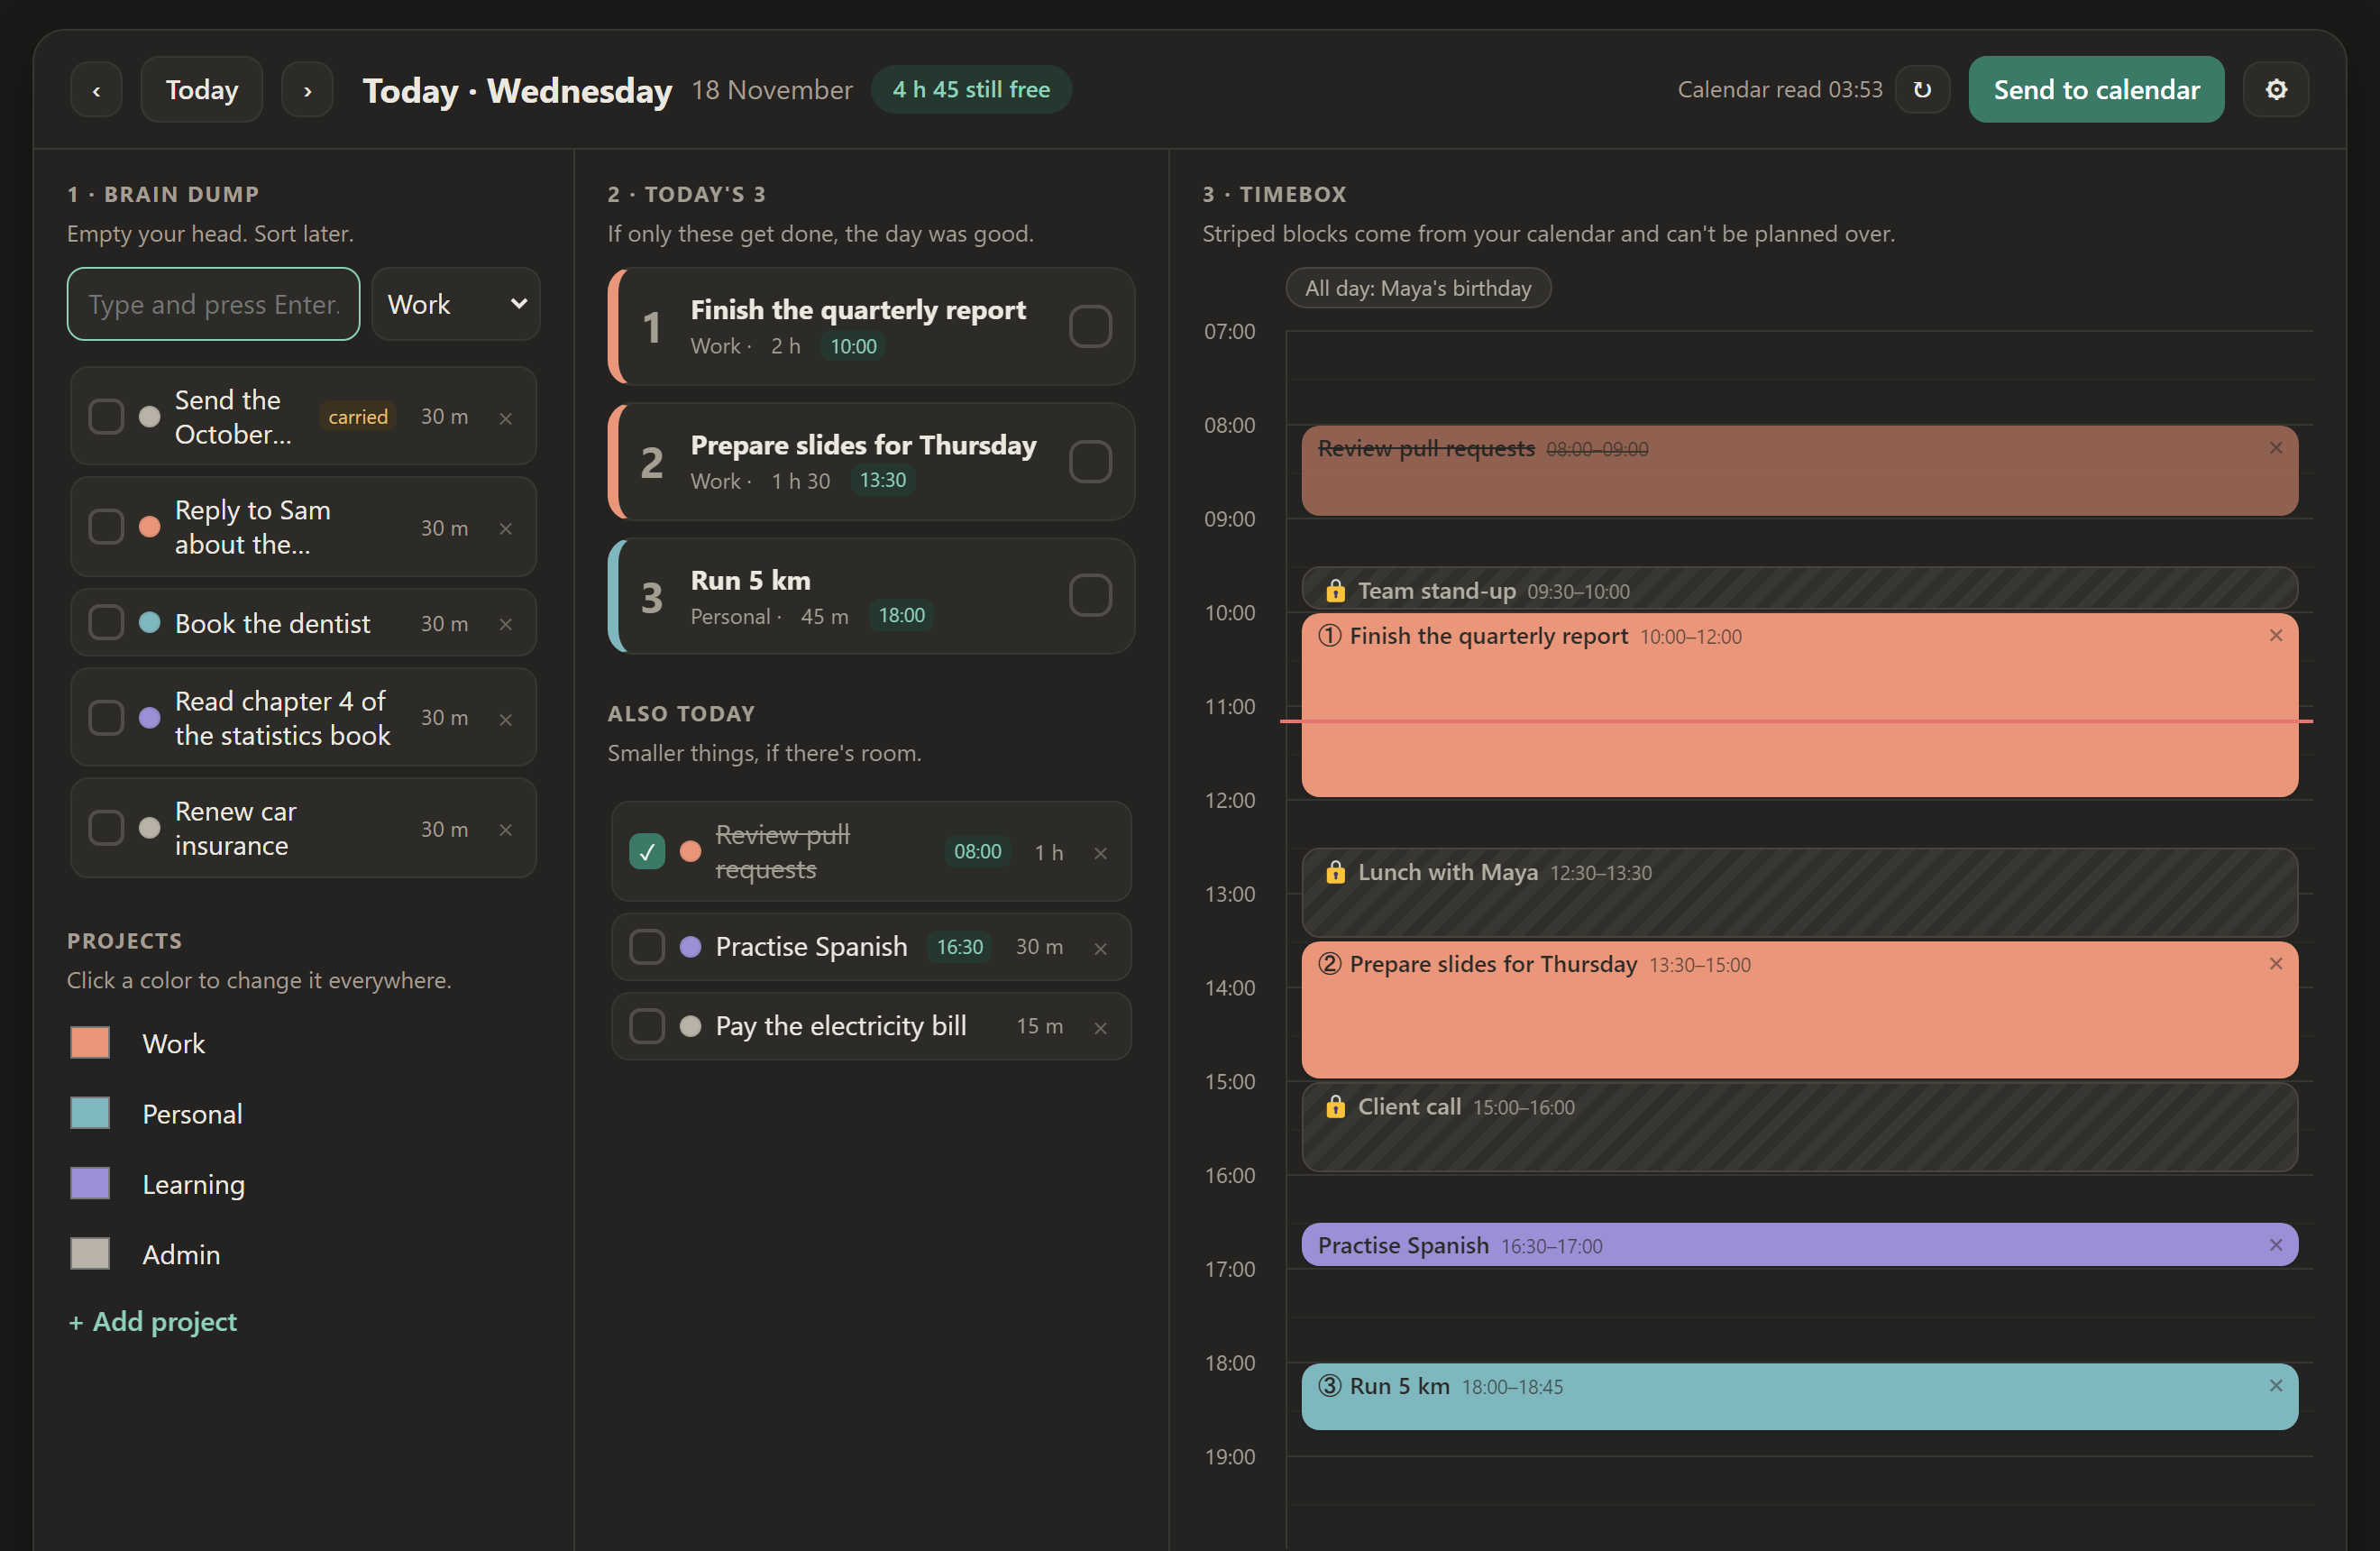 ‹ Today › Today · Wednesday 18 November 4 h 45 still free Calendar read 03:53 ↻ Send to calendar ⚙
1 · BRAIN DUMP
Empty your head. Sort later.
Type and press Enter. Work
Send the
October... carried 30 m ×
Reply to Sam
about the... 30 m ×
Book the dentist 30 m ×
Read chapter 4 of
the statistics book 30 m ×
Renew car
insurance 30 m ×
PROJECTS
Click a color to change it everywhere.
Work
Personal
Learning
Admin
+ Add project
2 · TODAY'S 3
If only these get done, the day was good.
1 Finish the quarterly report
Work · 2 h 10:00
2 Prepare slides for Thursday
Work · 1 h 30 13:30
3 Run 5 km
Personal · 45 m 18:00
ALSO TODAY
Smaller things, if there's room.
✓ Review pull
requests 08:00 1 h ×
Practise Spanish 16:30 30 m ×
Pay the electricity bill 15 m ×
3 · TIMEBOX
Striped blocks come from your calendar and can't be planned over.
All day: Maya's birthday
07:00
08:00
Review pull requests 08:00–09:00 ×
09:00
Team stand-up 09:30–10:00
10:00
① Finish the quarterly report 10:00–12:00 ×
11:00
12:00
Lunch with Maya 12:30–13:30
13:00
② Prepare slides for Thursday 13:30–15:00 ×
14:00
15:00
Client call 15:00–16:00
16:00
Practise Spanish 16:30–17:00 ×
17:00
18:00
③ Run 5 km 18:00–18:45 ×
19:00